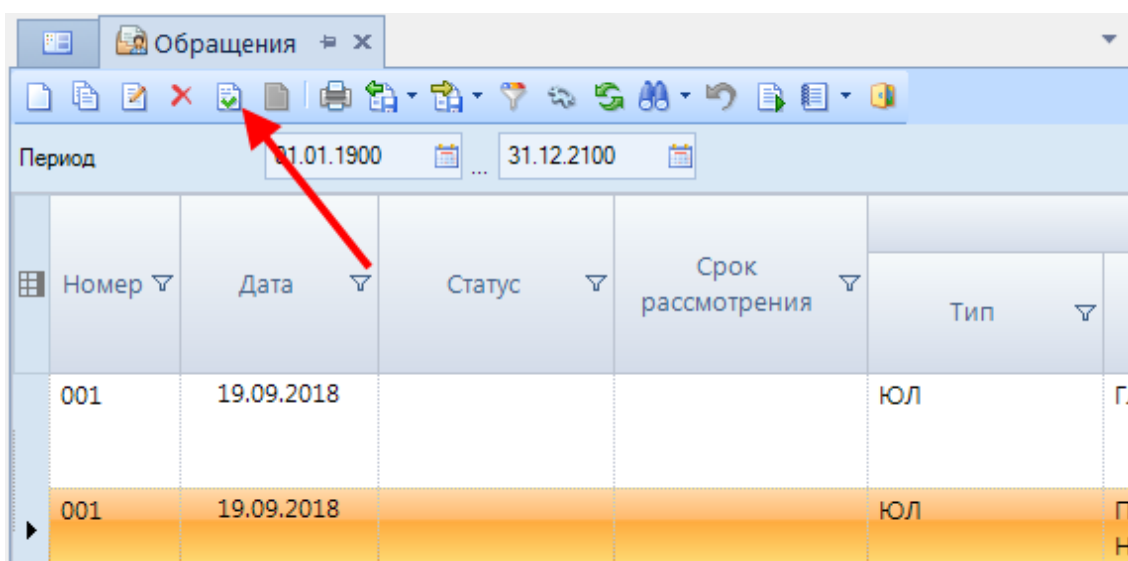 Обращения
Период 01.01.1900 ... 31.12.2100
Номер Дата Статус Срок
рассмотрения Тип
001 19.09.2018 ЮЛ
001 19.09.2018 ЮЛ